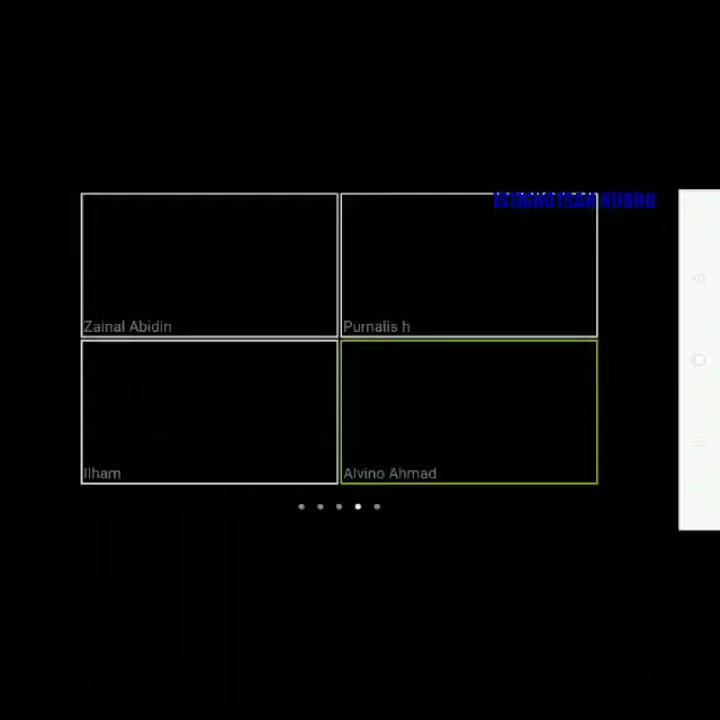 ISTIGHOTSAH KUBRO
Zainal Abidin
Purnalis h
Ilham
Alvino Ahmad